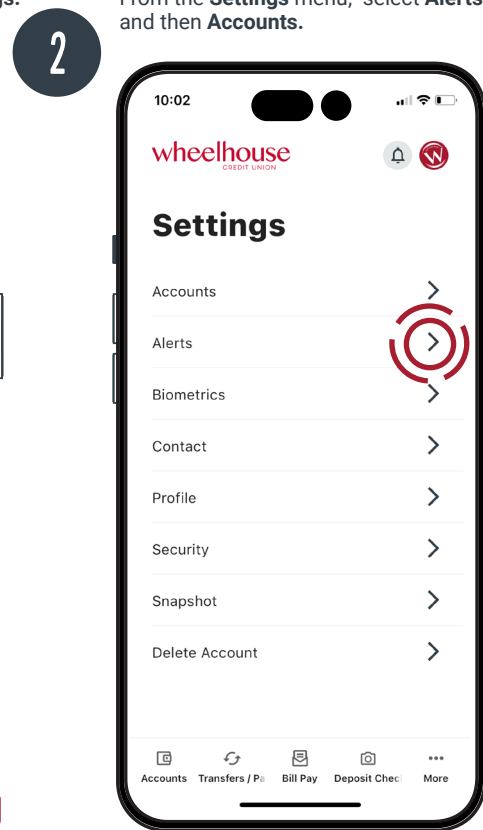 gs.
From the Settings menu, select Alerts
and then Accounts.
2
10:02
wheelhouse
CREDIT UNION
W
Settings
Accounts
Alerts
Biometrics
Contact
Profile
Security
Snapshot
Delete Account
Accounts Transfers / Pa Bill Pay Deposit Chec More